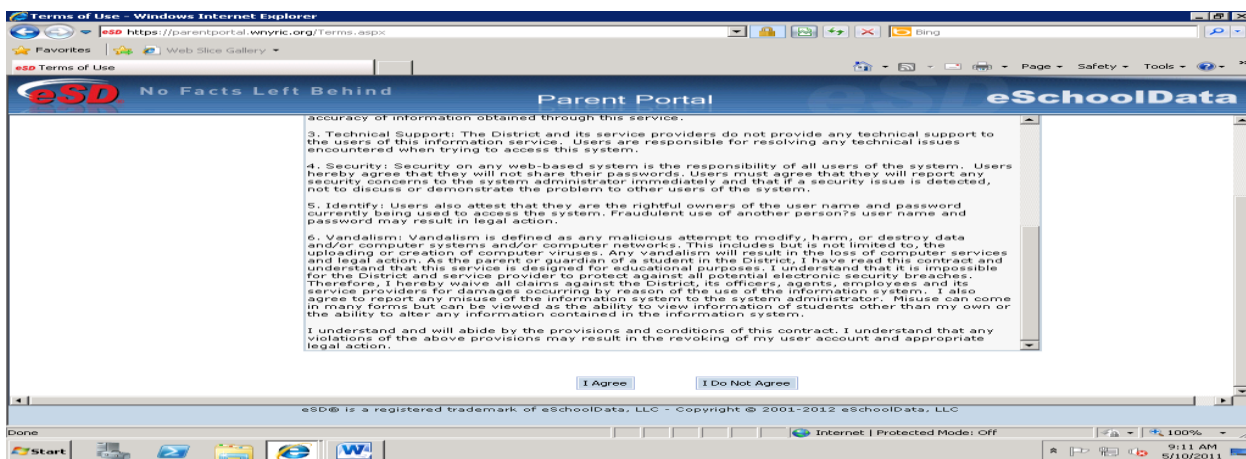 Terms of Use - Windows Internet Explorer
eSD https://parentportal.wnyric.org/Terms.aspx
Bing
Favorites
Web Slice Gallery
eSD Terms of Use
Page
Safety
Tools
eSD No Facts Left Behind
Parent Portal
eSchoolData
accuracy of information obtained through this service.
3. Technical Support: The District and its service providers do not provide any technical support to
the users of this information service. Users are responsible for resolving any technical issues
encountered when trying to access this system.
4. Security: Security on any web-based system is the responsibility of all users of the system. Users
hereby agree that they will not share their passwords. Users must agree that they will report any
security concerns to the system administrator immediately and that if a security issue is detected,
not to discuss or demonstrate the problem to other users of the system.
5. Identify: Users also attest that they are the rightful owners of the user name and password
currently being used to access the system. Fraudulent use of another person?s user name and
password may result in legal action.
6. Vandalism: Vandalism is defined as any malicious attempt to modify, harm, or destroy data
and/or computer systems and/or computer networks. This includes but is not limited to, the
uploading or creation of computer viruses. Any vandalism will result in the loss of computer services
and legal action. As the parent or guardian of a student in the District, I have read this contract and
understand that this service is designed for educational purposes. I understand that it is impossible
for the District and service provider to protect against all potential electronic security breaches.
Therefore, I hereby waive all claims against the District, its officers, agents, employees and its
service providers for damages occurring by reason of the use of the information system. I also
agree to report any misuse of the information system to the system administrator. Misuse can come
in many forms but can be viewed as the ability to view information of students other than my own or
the ability to alter any information contained in the information system.
I understand and will abide by the provisions and conditions of this contract. I understand that any
violations of the above provisions may result in the revoking of my user account and appropriate
legal action.
I Agree
I Do Not Agree
eSD® is a registered trademark of eSchoolData, LLC - Copyright © 2001-2012 eSchoolData, LLC
Done
Internet | Protected Mode: Off
100%
Start
9:11 AM
5/10/2011